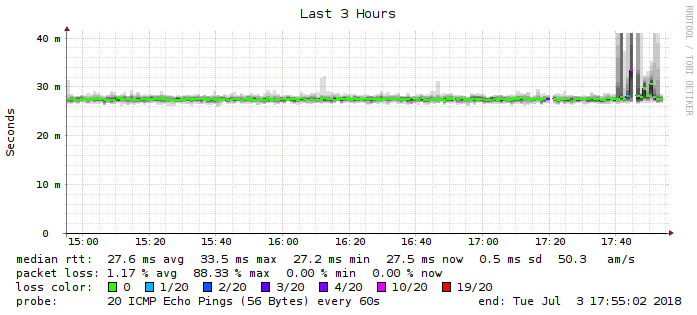 Last 3 Hours
RRDTOOL / TOBI OETIKER
Seconds
40 m
30 m
20 m
10 m
0
15:00 15:20 15:40 16:00 16:20 16:40 17:00 17:20 17:40
median rtt: 27.6 ms avg 33.5 ms max 27.2 ms min 27.5 ms now 0.5 ms sd 50.3 am/s
packet loss: 1.17 % avg 88.33 % max 0.00 % min 0.00 % now
loss color: 0 1/20 2/20 3/20 4/20 10/20 19/20
probe: 20 ICMP Echo Pings (56 Bytes) every 60s end: Tue Jul 3 17:55:02 2018